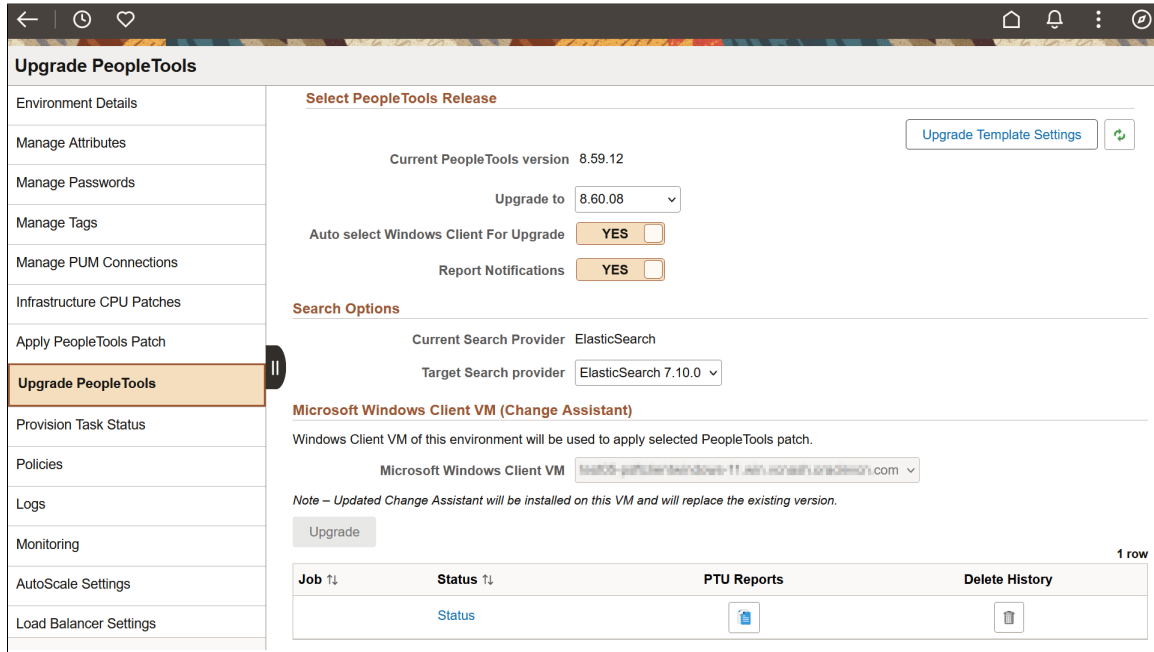 Upgrade PeopleTools
Environment Details
Manage Attributes
Manage Passwords
Manage Tags
Manage PUM Connections
Infrastructure CPU Patches
Apply PeopleTools Patch
Upgrade PeopleTools
Provision Task Status
Policies
Logs
Monitoring
AutoScale Settings
Load Balancer Settings
Select PeopleTools Release
Upgrade Template Settings
Current PeopleTools version 8.59.12
Upgrade to 8.60.08
Auto select Windows Client For Upgrade YES
Report Notifications YES
Search Options
Current Search Provider ElasticSearch
Target Search provider ElasticSearch 7.10.0
Microsoft Windows Client VM (Change Assistant)
Windows Client VM of this environment will be used to apply selected PeopleTools patch.
Microsoft Windows Client VM .com
Note – Updated Change Assistant will be installed on this VM and will replace the existing version.
Upgrade
1 row
Job Status PTU Reports Delete History
Status